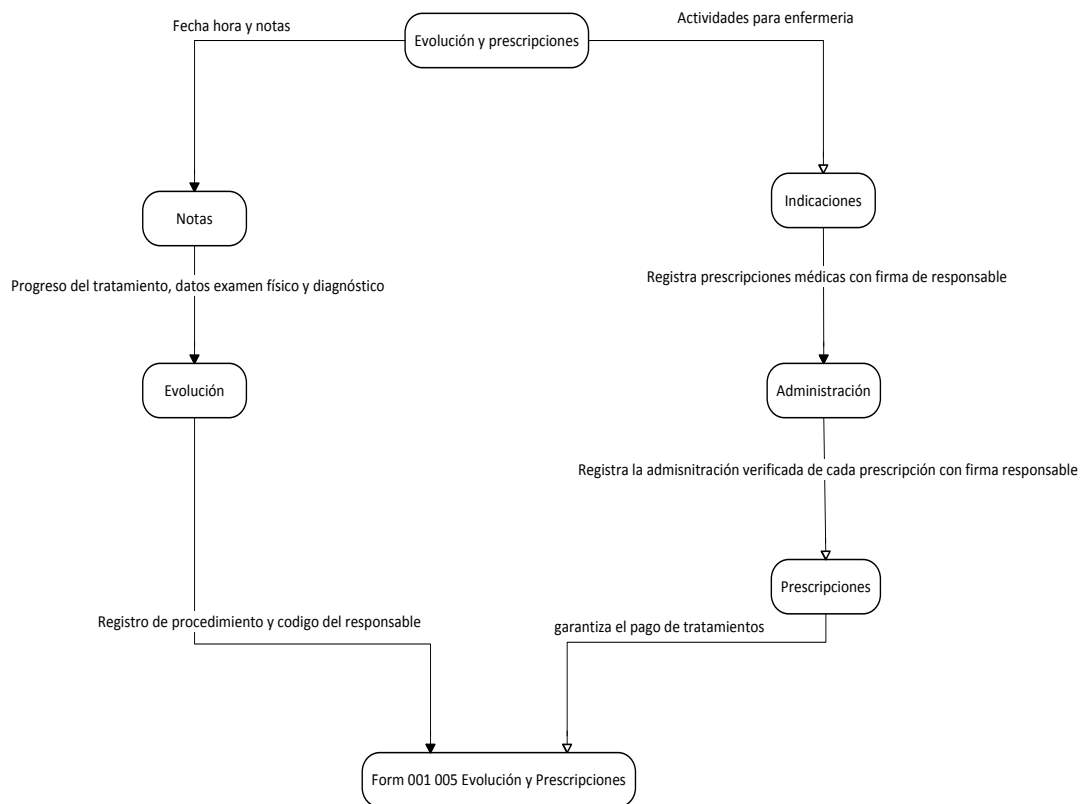 Fecha hora y notas
Evolución y prescripciones
Actividades para enfermeria
Notas
Indicaciones
Progreso del tratamiento, datos examen físico y diagnóstico
Registra prescripciones médicas con firma de responsable
Evolución
Administración
Registra la admisnitración verificada de cada prescripción con firma responsable
Prescripciones
Registro de procedimiento y codigo del responsable
garantiza el pago de tratamientos
Form 001 005 Evolución y Prescripciones